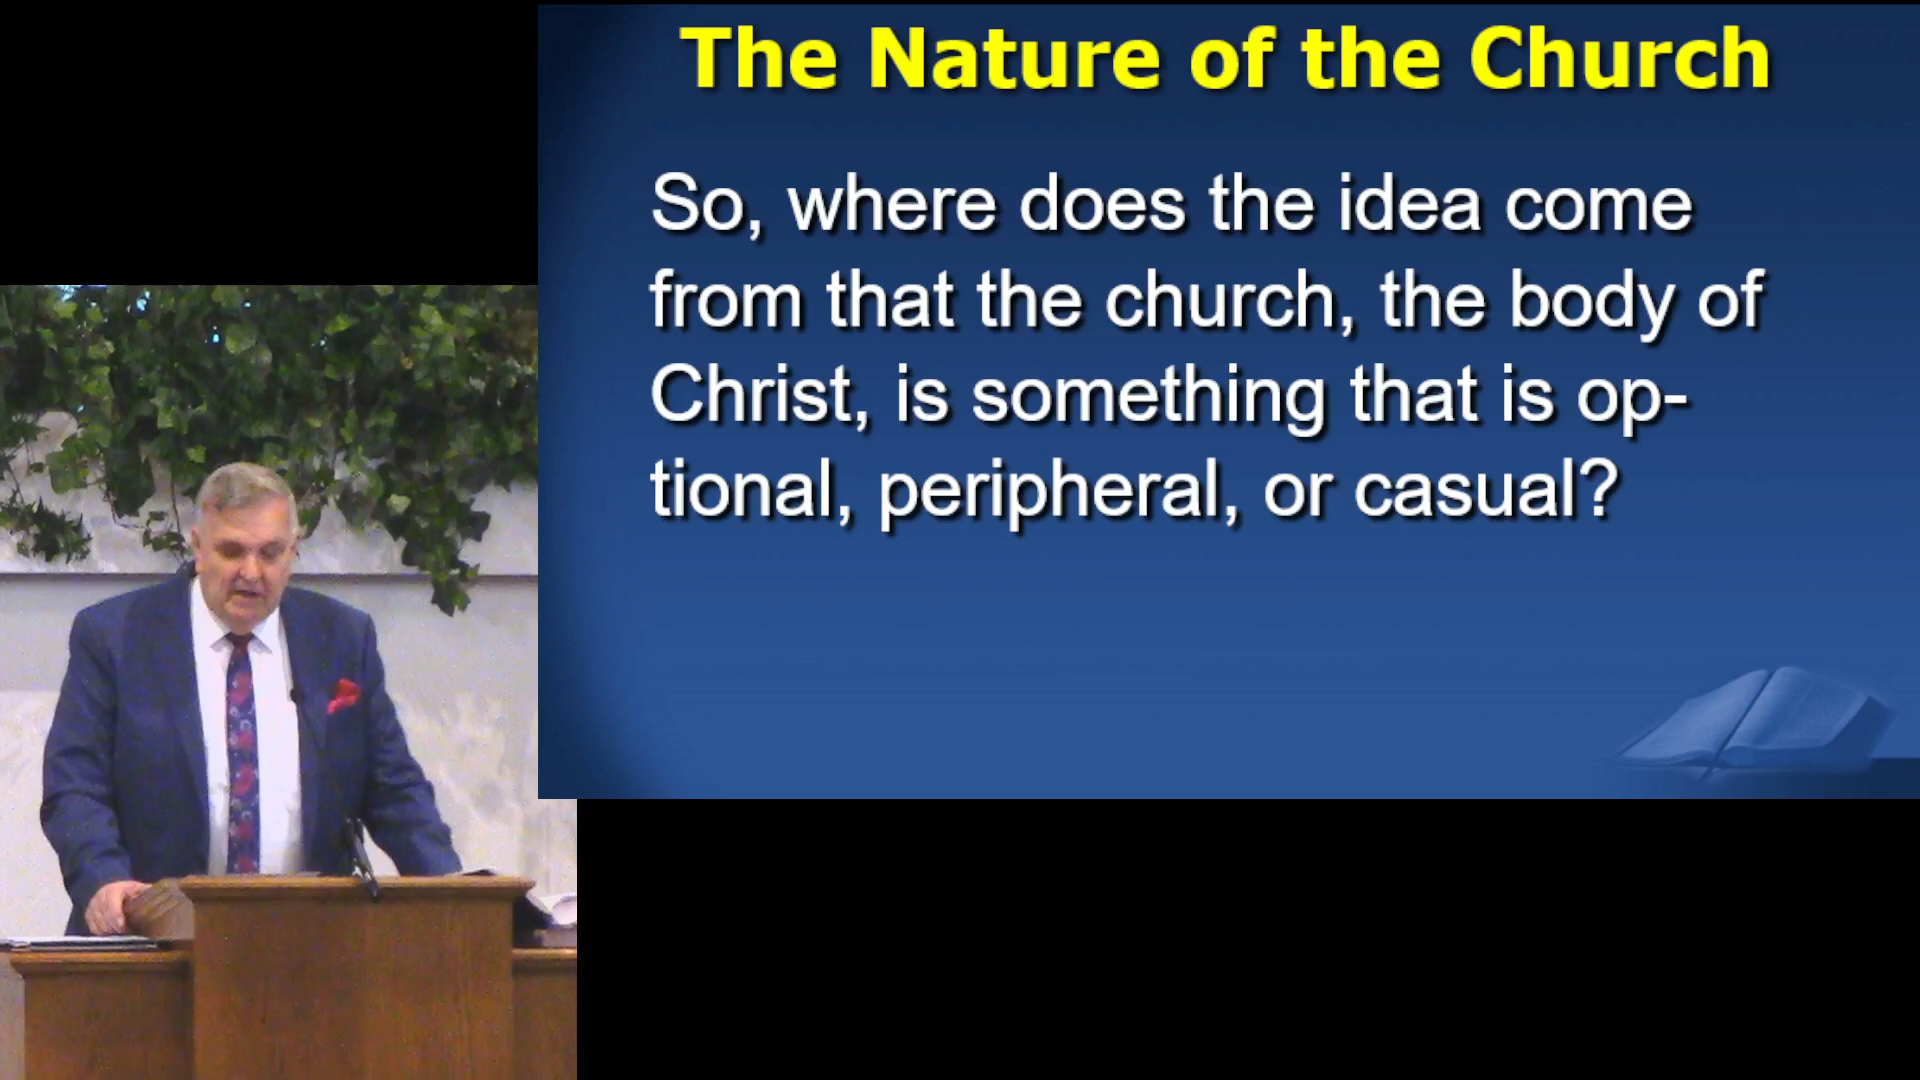 The Nature of the Church
So, where does the idea come
from that the church, the body of
Christ, is something that is op-
tional, peripheral, or casual?